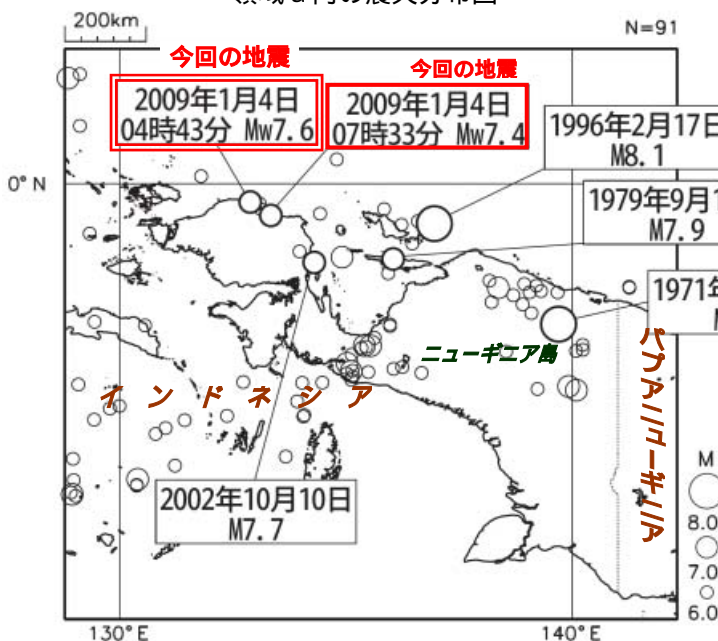 200km
N=91
今回の地震
今回の地震
2009年1月4日
04時43分 Mw7.6
2009年1月4日
07時33分 Mw7.4
1996年2月17日
M8.1
0°N
1979年9月1
M7.9
1971年
M
ニューギニア島
インドネシア
パプアニューギニア
2002年10月10日
M7.7
M
8.0
7.0
6.0
130°E
140°E